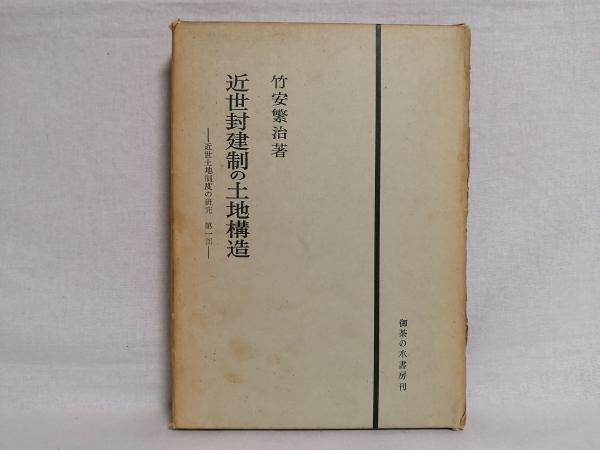 竹安繁治著
近世封建制の土地構造
――近世土地制度の研究 第一部――
御茶の水書房刊